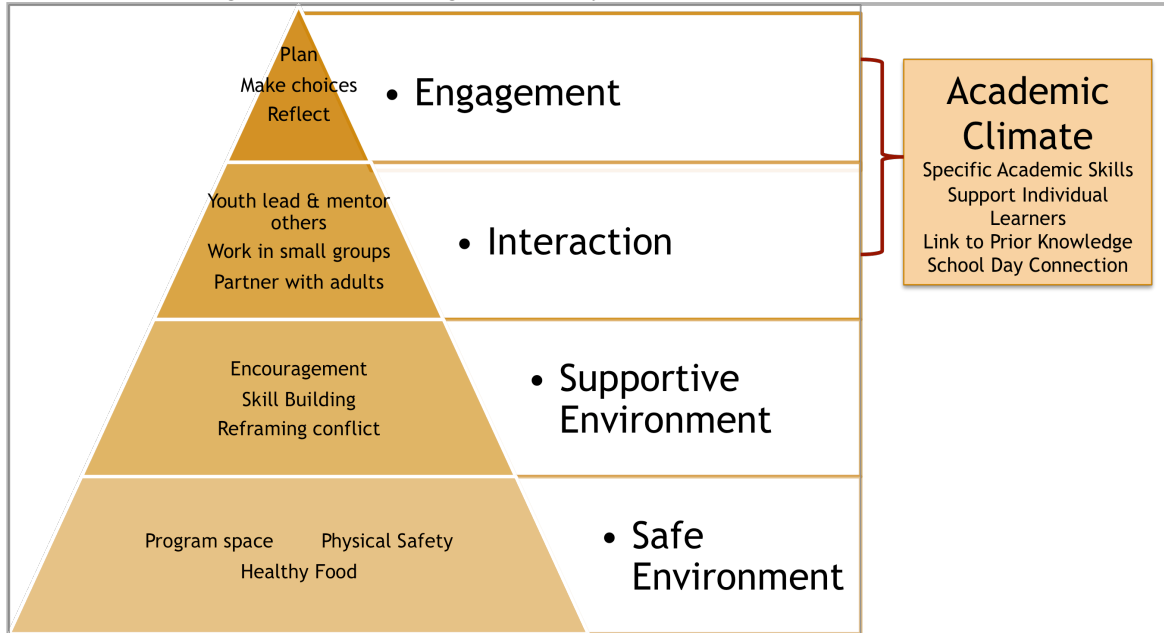 Plan
Make choices
Reflect
• Engagement
Youth lead & mentor
others
Work in small groups
Partner with adults
• Interaction
Encouragement
Skill Building
Reframing conflict
• Supportive
Environment
Program space Physical Safety
Healthy Food
• Safe
Environment
Academic
Climate
Specific Academic Skills
Support Individual
Learners
Link to Prior Knowledge
School Day Connection